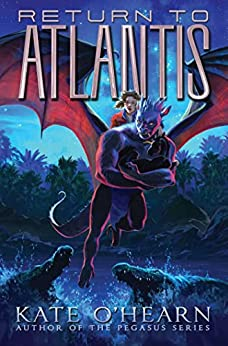 RETURN TO
ATLANTIS
KATE O'HEARN
AUTHOR OF THE PEGASUS SERIES